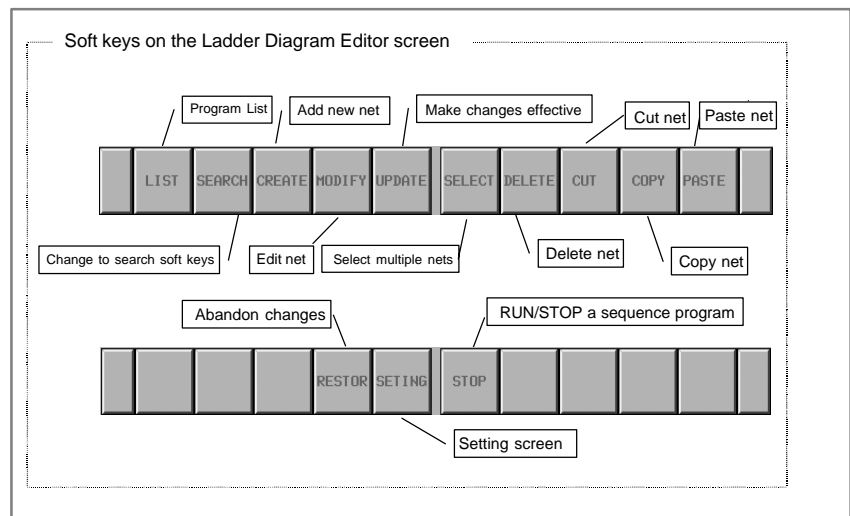 Soft keys on the Ladder Diagram Editor screen
Program List
Add new net
Make changes effective
Cut net
Paste net
LIST
SEARCH
CREATE
MODIFY
UPDATE
SELECT
DELETE
CUT
COPY
PASTE
Change to search soft keys
Edit net
Select multiple nets
Delete net
Copy net
Abandon changes
RUN/STOP a sequence program
RESTOR
SETING
STOP
Setting screen